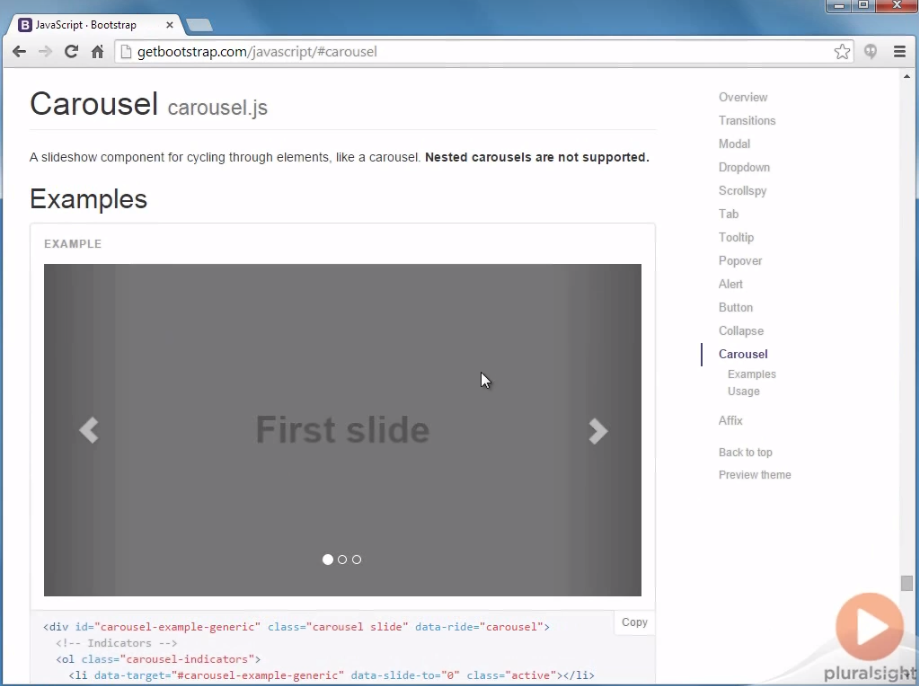 JavaScript · Bootstrap
getbootstrap.com/javascript/#carousel
Carousel carousel.js
A slideshow component for cycling through elements, like a carousel. Nested carousels are not supported.
Examples
EXAMPLE
First slide
Copy
<div id="carousel-example-generic" class="carousel slide" data-ride="carousel">
<!-- Indicators -->
<ol class="carousel-indicators">
<li data-target="#carousel-example-generic" data-slide-to="0" class="active"></li>
Overview
Transitions
Modal
Dropdown
Scrollspy
Tab
Tooltip
Popover
Alert
Button
Collapse
Carousel
Examples
Usage
Affix
Back to top
Preview theme
pluralsight